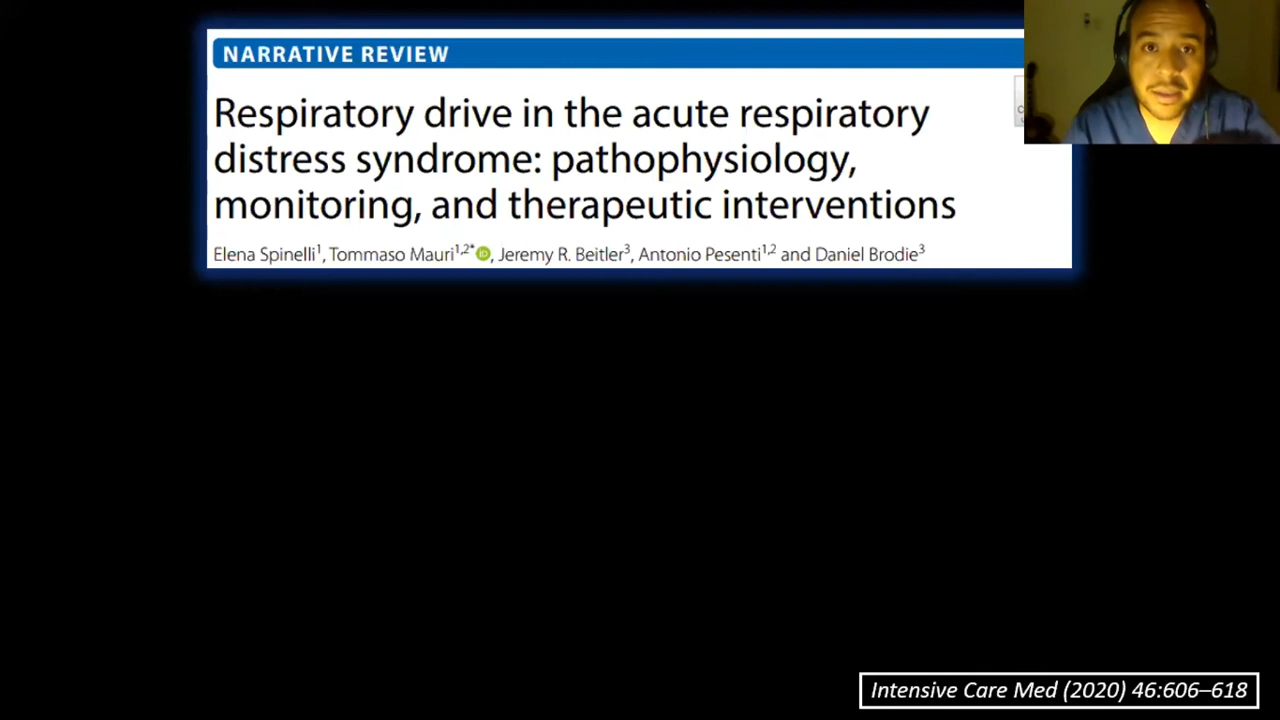 NARRATIVE REVIEW
Respiratory drive in the acute respiratory
distress syndrome: pathophysiology,
monitoring, and therapeutic interventions
Elena Spinelli1, Tommaso Mauri1,2* iD, Jeremy R. Beitler3, Antonio Pesenti1,2 and Daniel Brodie3
Intensive Care Med (2020) 46:606–618